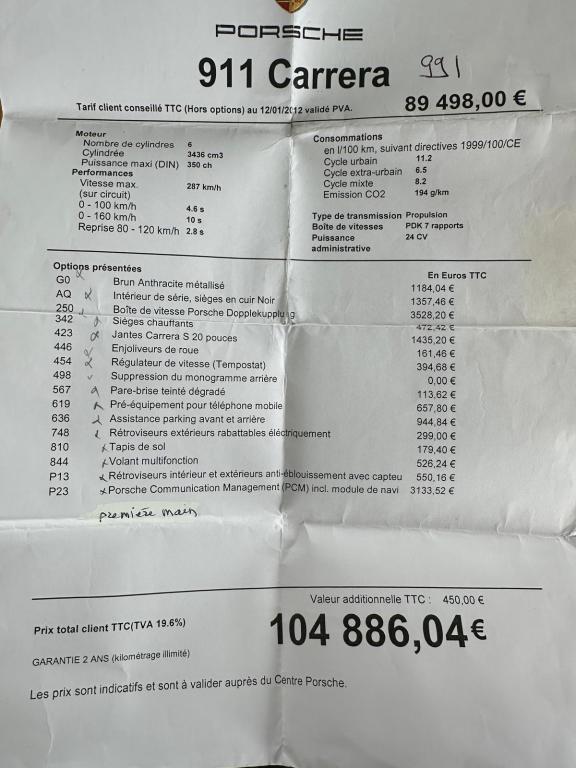 PORSCHE
911 Carrera 991
Tarif client conseillé TTC (Hors options) au 12/01/2012 validé PVA. 89 498,00 €
Moteur
Nombre de cylindres 6
Cylindrée 3436 cm3
Puissance maxi (DIN) 350 ch
Performances
Vitesse max. 287 km/h
(sur circuit)
0 - 100 km/h 4.6 s
0 - 160 km/h 10 s
Reprise 80 - 120 km/h 2.8 s
Consommations
en l/100 km, suivant directives 1999/100/CE
Cycle urbain 11.2
Cycle extra-urbain 6.5
Cycle mixte 8.2
Emission CO2 194 g/km
Type de transmission Propulsion
Boîte de vitesses PDK 7 rapports
Puissance 24 CV
administrative
Options présentées En Euros TTC
G0 Brun Anthracite métallisé 1184,04 €
AQ Intérieur de série, sièges en cuir Noir 1357,46 €
250 Boîte de vitesse Porsche Dopplekupplung 3528,20 €
342 Sièges chauffants 472,42 €
423 Jantes Carrera S 20 pouces 1435,20 €
446 Enjoliveurs de roue 161,46 €
454 Régulateur de vitesse (Tempostat) 394,68 €
498 Suppression du monogramme arrière 0,00 €
567 Pare-brise teinté dégradé 113,62 €
619 Pré-équipement pour téléphone mobile 657,80 €
636 Assistance parking avant et arrière 944,84 €
748 Rétroviseurs extérieurs rabattables éléctriquement 299,00 €
810 Tapis de sol 179,40 €
844 Volant multifonction 526,24 €
P13 Rétroviseurs intérieur et extérieurs anti-éblouissement avec capteu 550,16 €
P23 Porsche Communication Management (PCM) incl. module de navi 3133,52 €
première main
Valeur additionnelle TTC : 450,00 €
Prix total client TTC(TVA 19.6%) 104 886,04€
GARANTIE 2 ANS (kilométrage illimité)
Les prix sont indicatifs et sont à valider auprès du Centre Porsche.